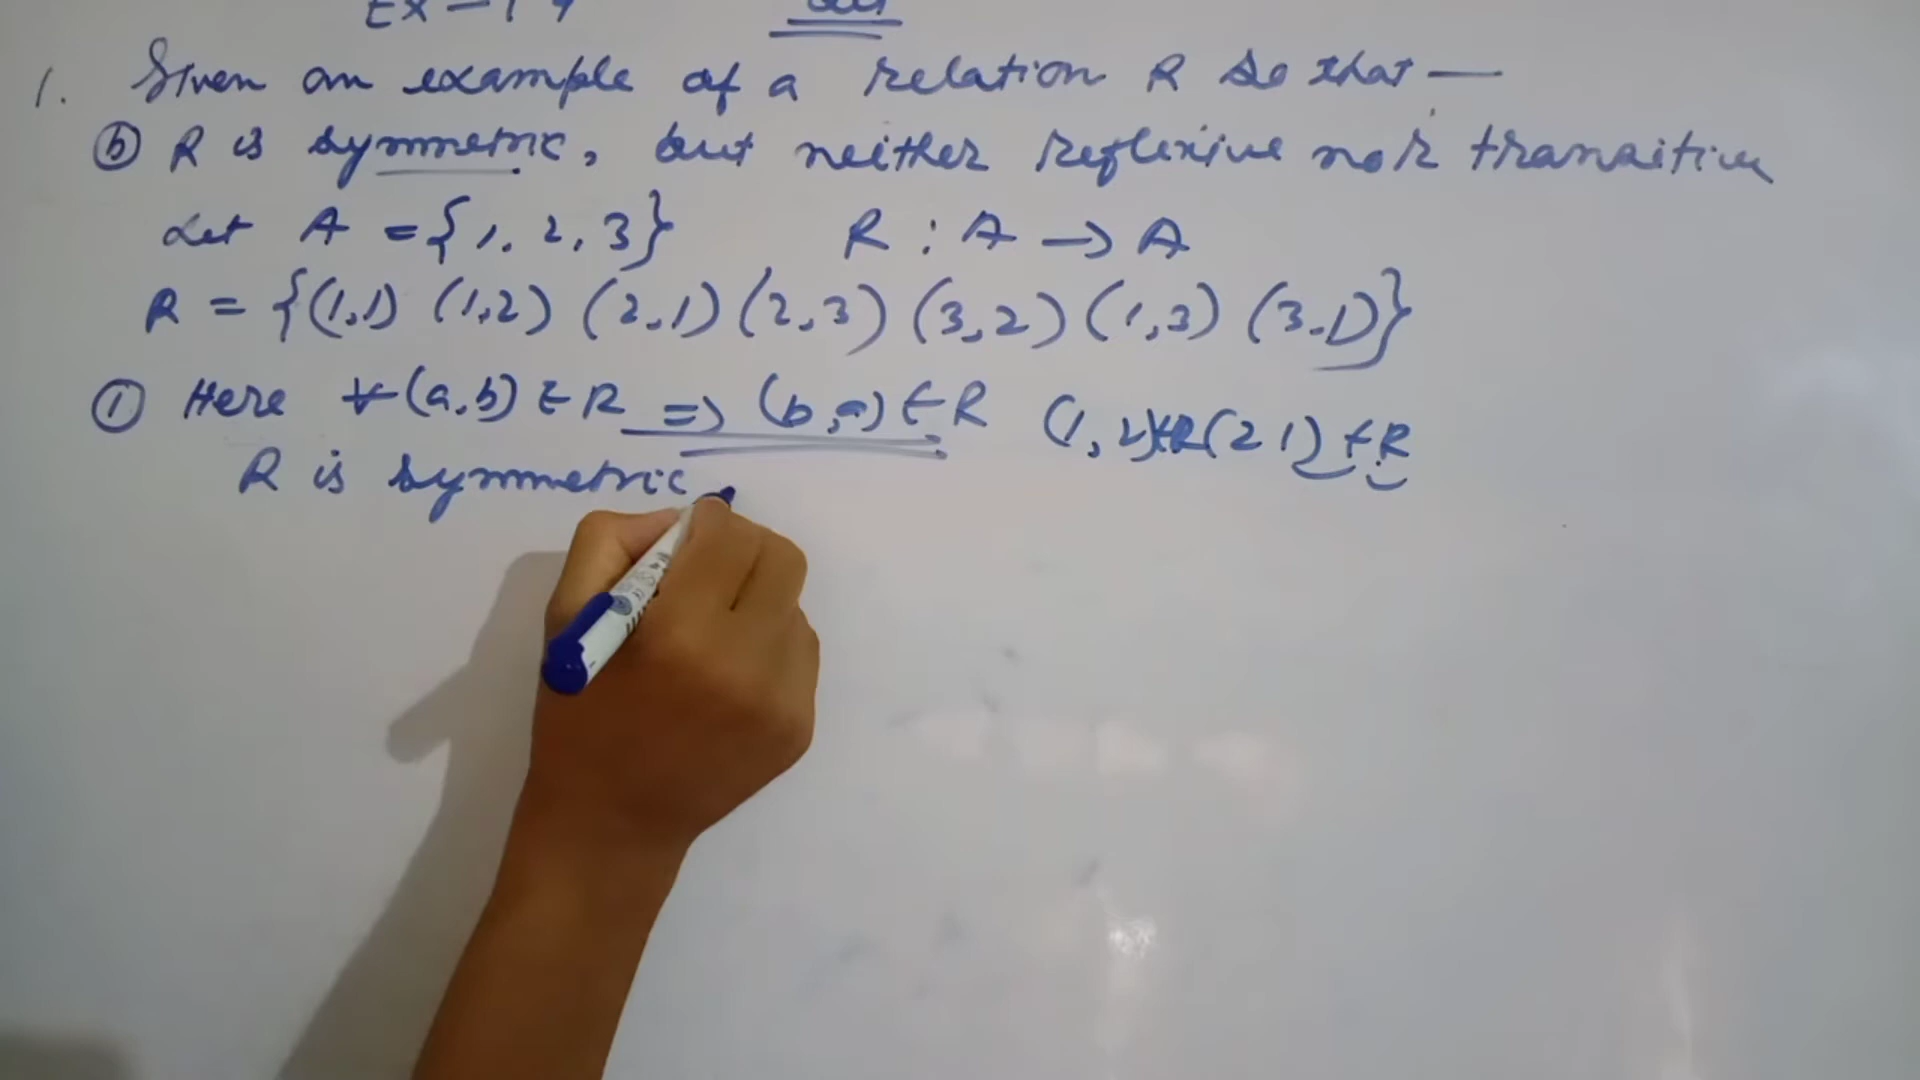 1. Given an example of a relation R so that —
ⓑ R is symmetric, but neither reflexive nor transitive
Let A = {1, 2, 3} R : A → A
R = {(1,1) (1,2) (2,1) (2,3) (3,2) (1,3) (3,1)}
① Here ∀ (a,b) ∈ R ⇒ (b,a) ∈ R (1,2) ∈ R (2 1) ∈ R
R is symmetric